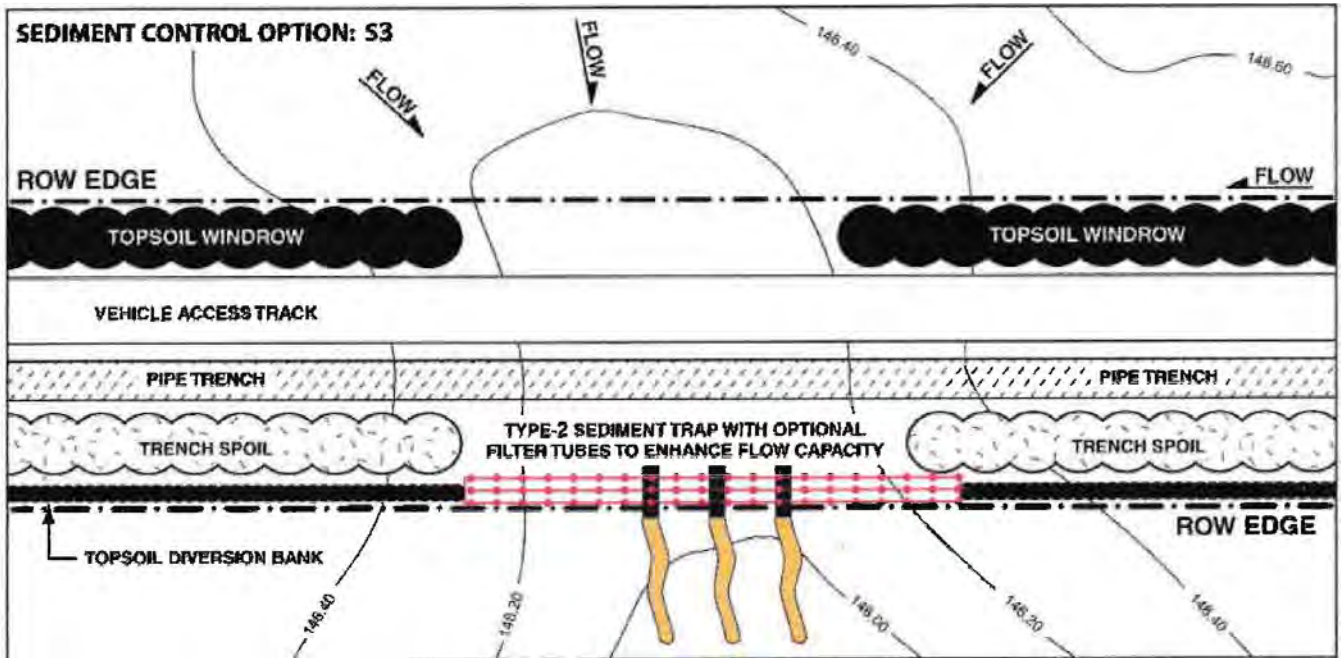 SEDIMENT CONTROL OPTION: S3
FLOW
FLOW
146.40
FLOW
146.60
ROW EDGE
FLOW
TOPSOIL WINDROW
TOPSOIL WINDROW
VEHICLE ACCESS TRACK
PIPE TRENCH
PIPE TRENCH
TRENCH SPOIL
TYPE-2 SEDIMENT TRAP WITH OPTIONAL
FILTER TUBES TO ENHANCE FLOW CAPACITY
TRENCH SPOIL
ROW EDGE
TOPSOIL DIVERSION BANK
146.40
146.20
146.00
146.20
146.40